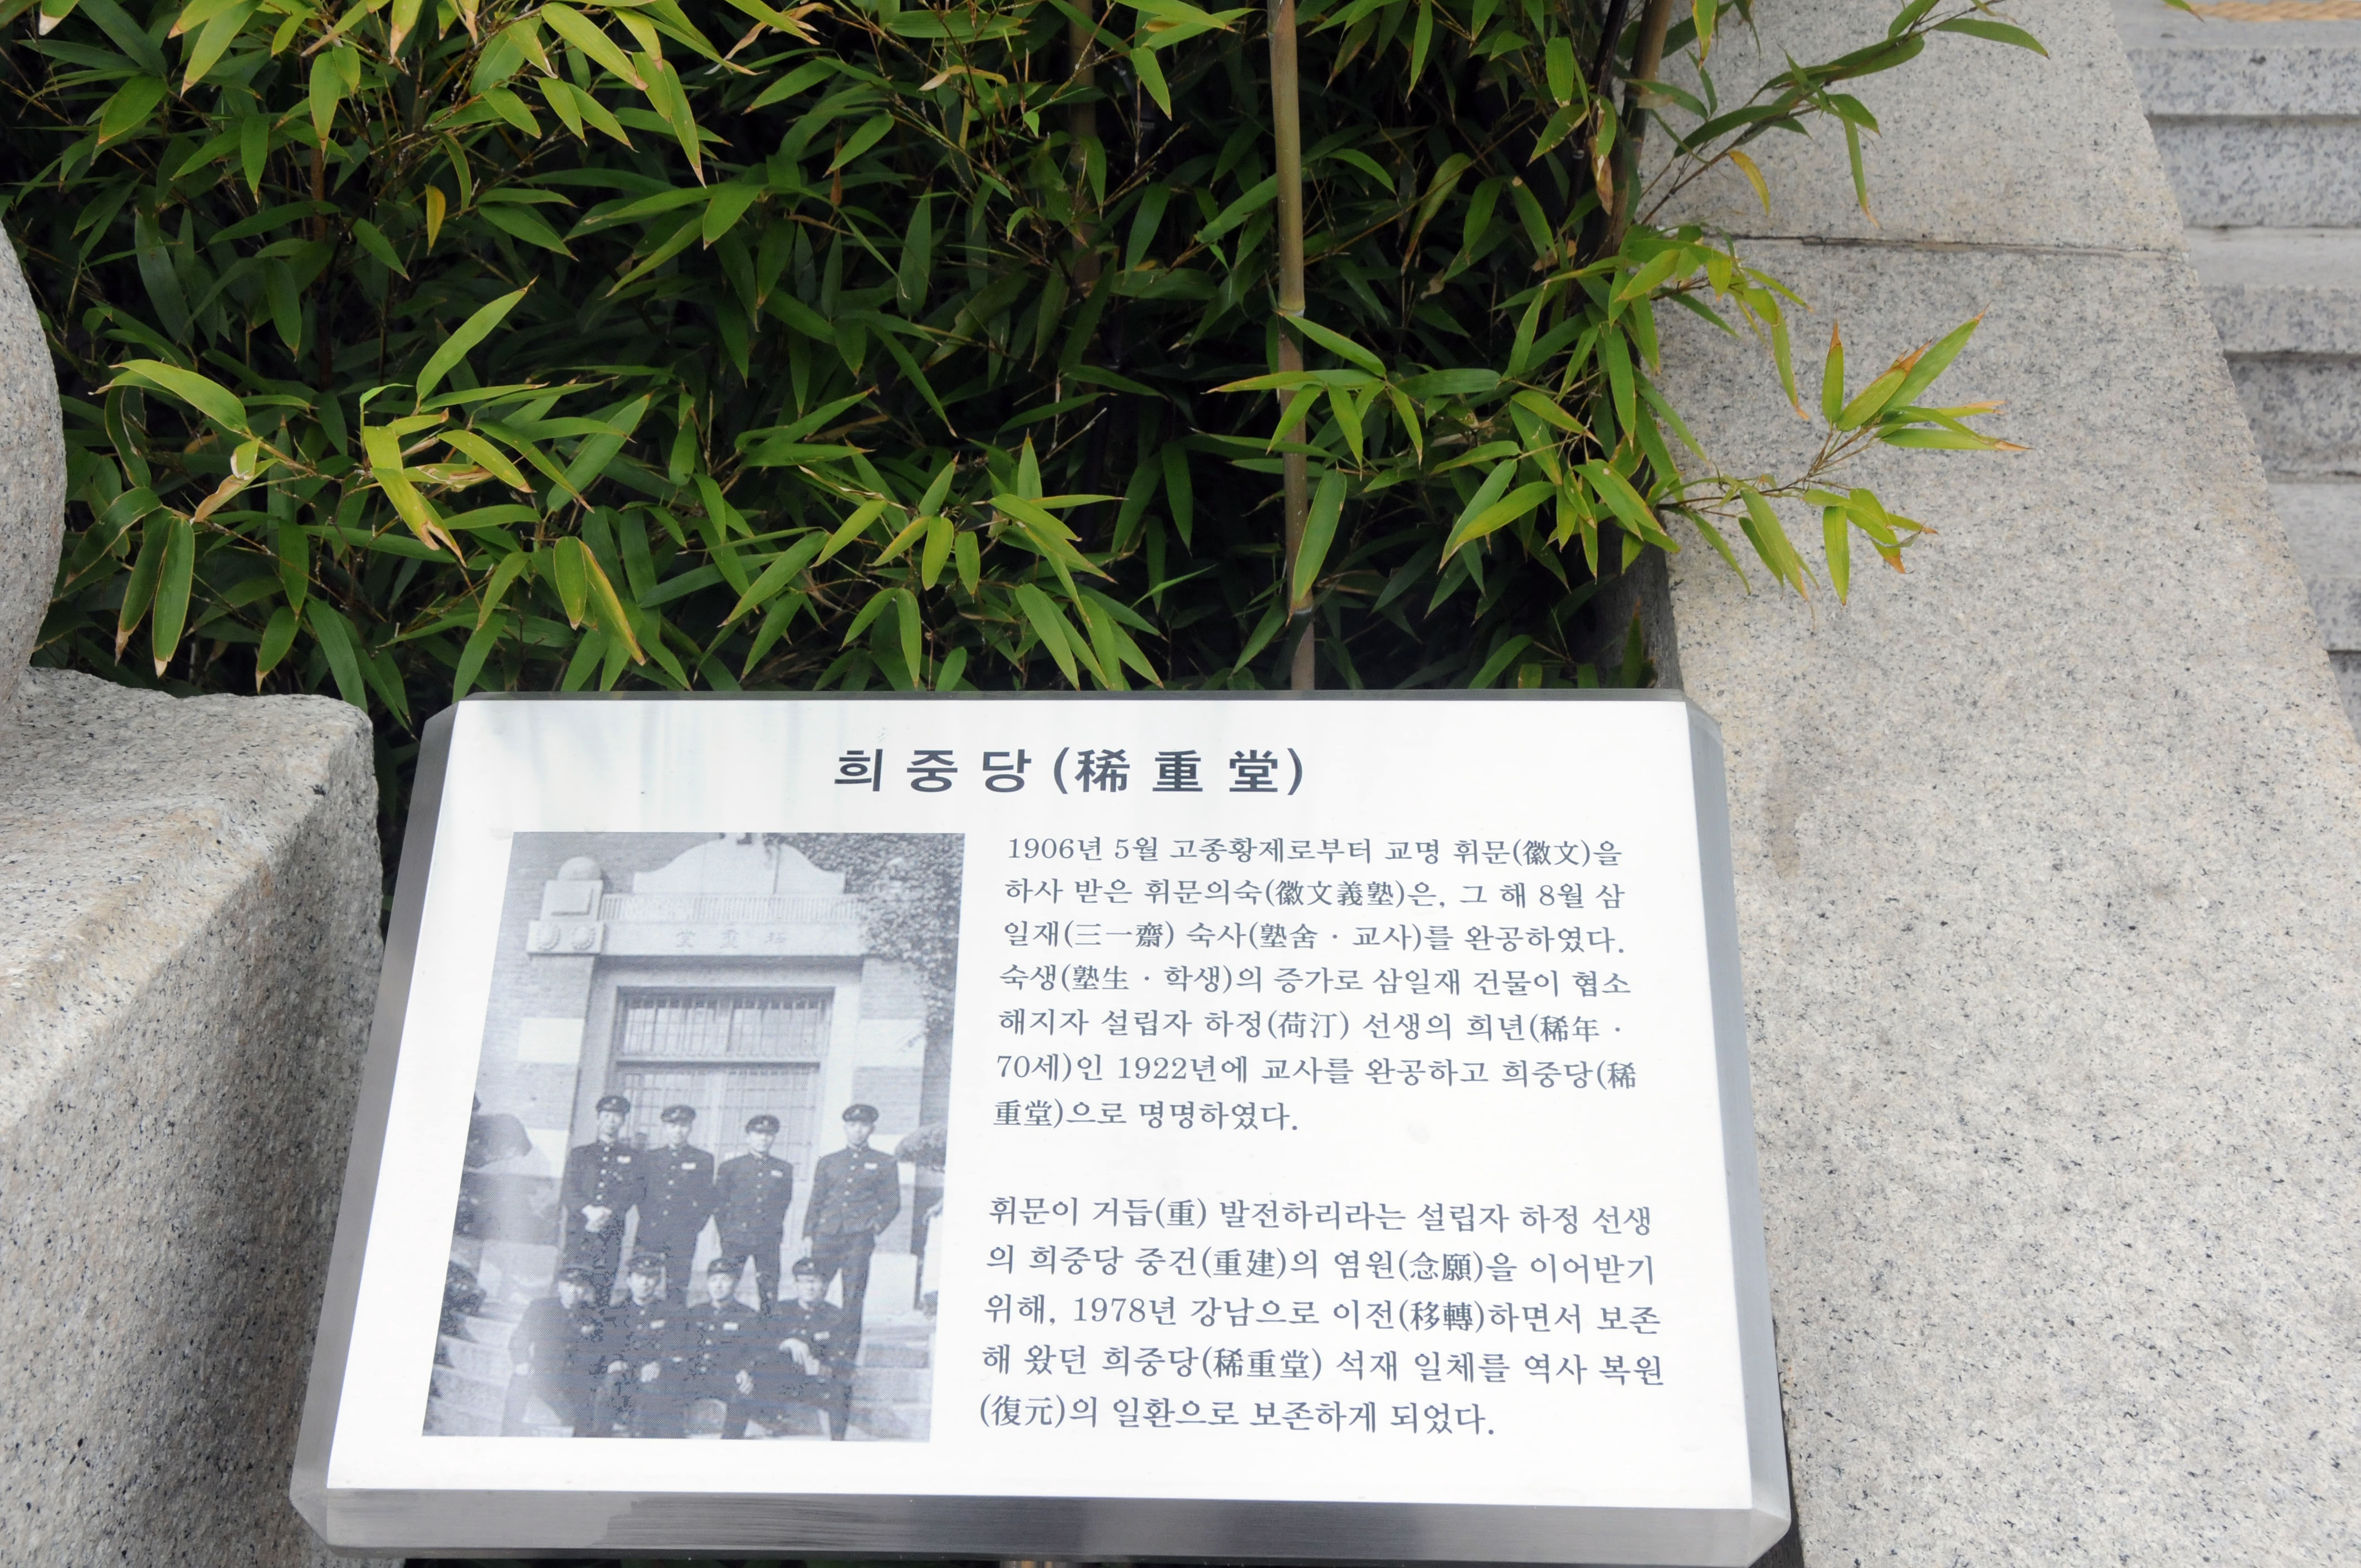 희중당(稀重堂)
1906년 5월 고종황제로부터 교명 휘문(徽文)을
하사 받은 휘문의숙(徽文義塾)은, 그 해 8월 삼
일재(三一齋) 숙사(塾舍 · 교사)를 완공하였다.
숙생(塾生 · 학생)의 증가로 삼일재 건물이 협소
해지자 설립자 하정(荷汀) 선생의 희년(稀年 ·
70세)인 1922년에 교사를 완공하고 희중당(稀
重堂)으로 명명하였다.
휘문이 거듭(重) 발전하리라는 설립자 하정 선생
의 희중당 중건(重建)의 염원(念願)을 이어받기
위해, 1978년 강남으로 이전(移轉)하면서 보존
해 왔던 희중당(稀重堂) 석재 일체를 역사 복원
(復元)의 일환으로 보존하게 되었다.